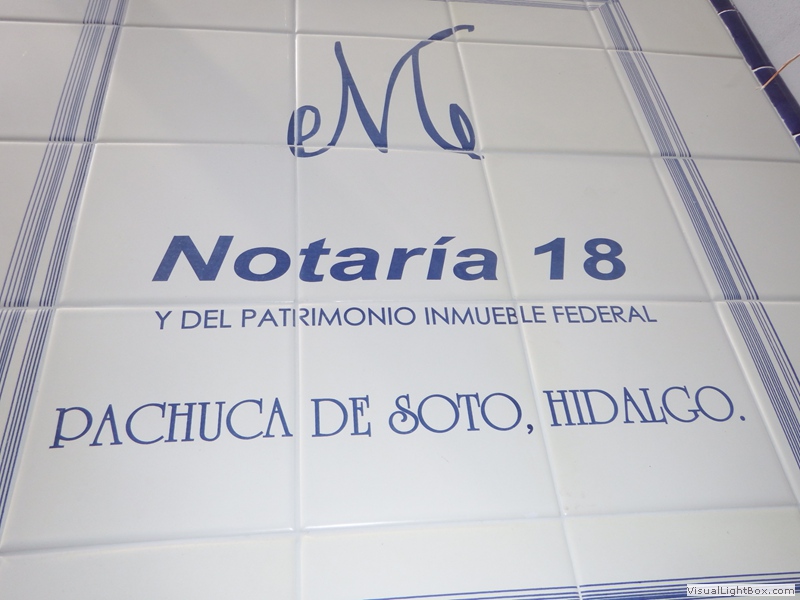 Notaría 18
Y DEL PATRIMONIO INMUEBLE FEDERAL
PACHUCA DE SOTO, HIDALGO.
VisualLightBox.com